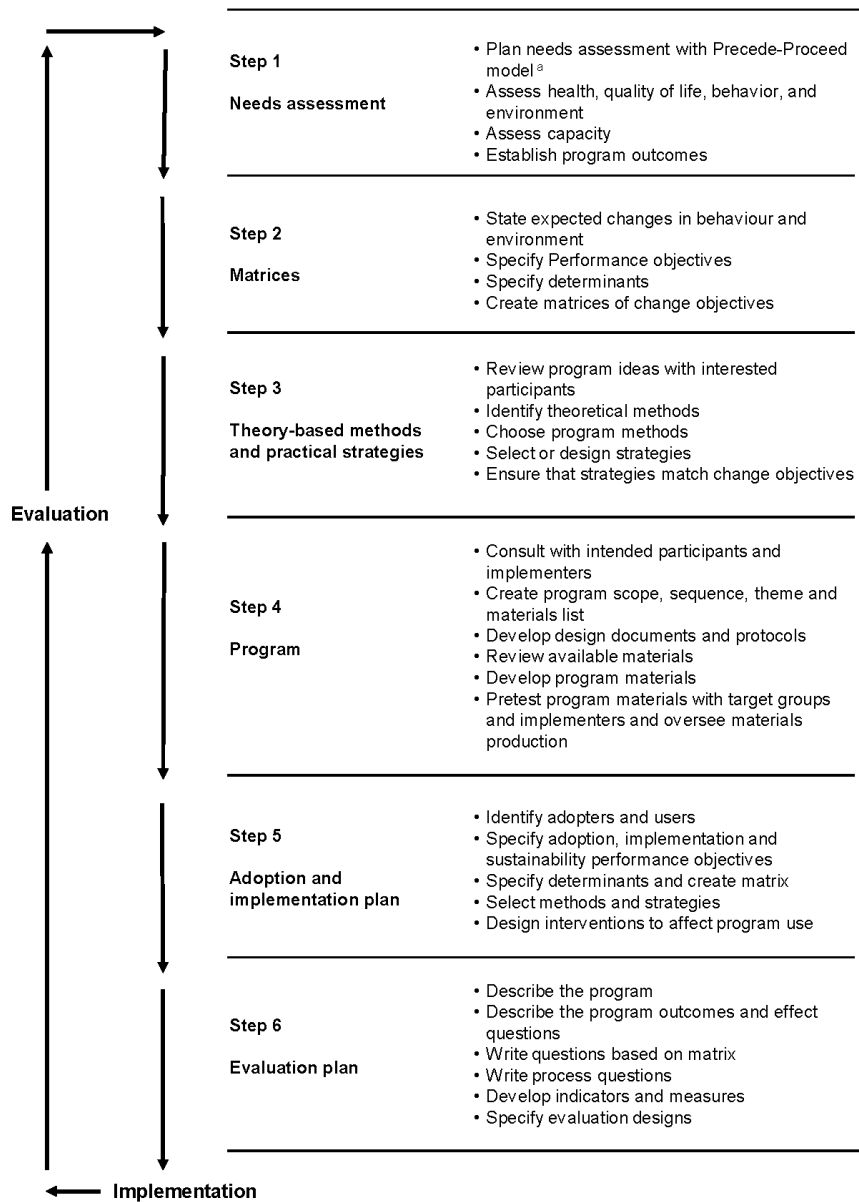 Step 1
Needs assessment
• Plan needs assessment with Precede-Proceed
model a
• Assess health, quality of life, behavior, and
environment
• Assess capacity
• Establish program outcomes
Step 2
Matrices
• State expected changes in behaviour and
environment
• Specify Performance objectives
• Specify determinants
• Create matrices of change objectives
Step 3
Theory-based methods
and practical strategies
• Review program ideas with interested
participants
• Identify theoretical methods
• Choose program methods
• Select or design strategies
• Ensure that strategies match change objectives
Evaluation
Step 4
Program
• Consult with intended participants and
implementers
• Create program scope, sequence, theme and
materials list
• Develop design documents and protocols
• Review available materials
• Develop program materials
• Pretest program materials with target groups
and implementers and oversee materials
production
Step 5
Adoption and
implementation plan
• Identify adopters and users
• Specify adoption, implementation and
sustainability performance objectives
• Specify determinants and create matrix
• Select methods and strategies
• Design interventions to affect program use
Step 6
Evaluation plan
• Describe the program
• Describe the program outcomes and effect
questions
• Write questions based on matrix
• Write process questions
• Develop indicators and measures
• Specify evaluation designs
Implementation